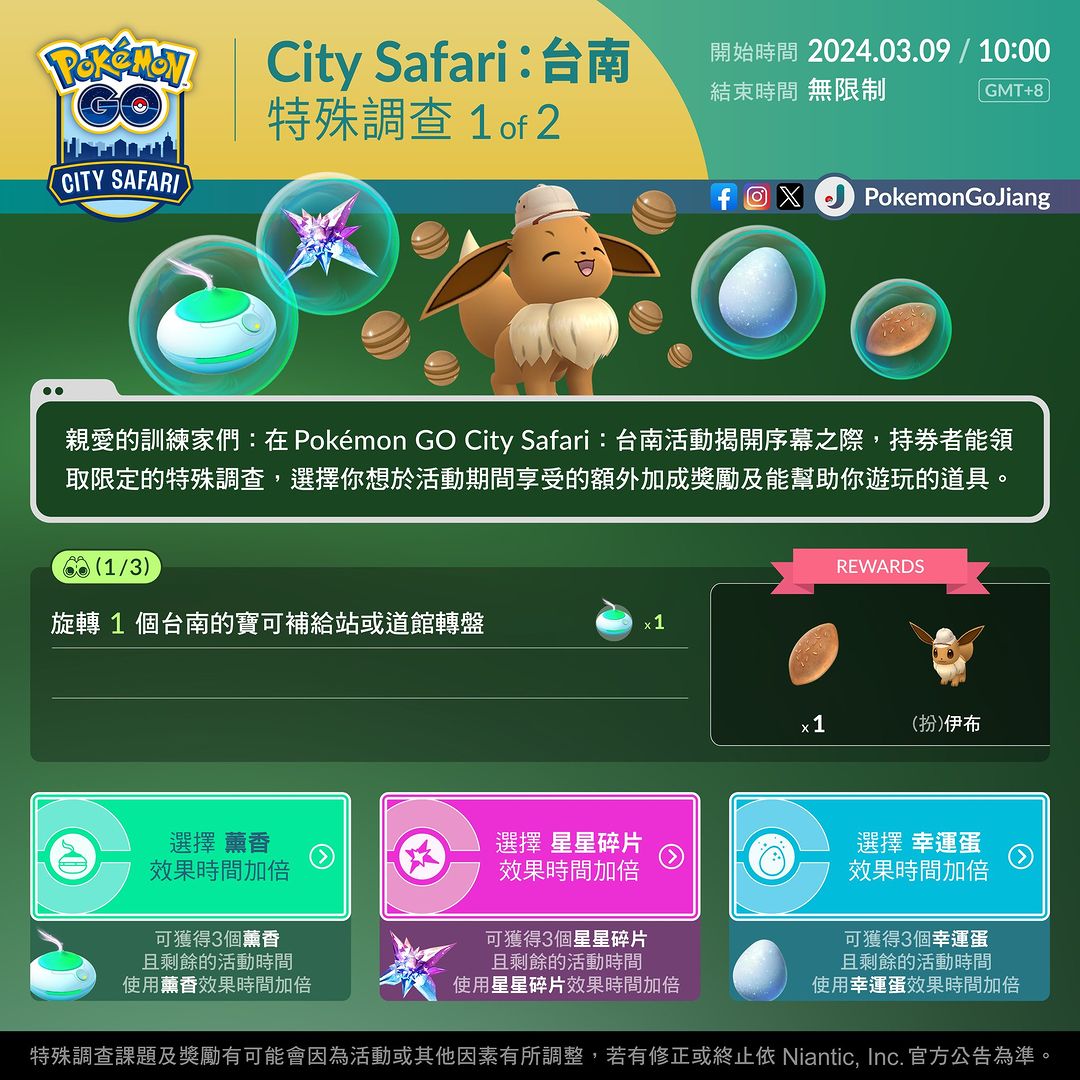 POKÉMON
GO
CITY SAFARI
City Safari：台南
特殊調查 1 of 2
開始時間 2024.03.09 / 10:00
結束時間 無限制
GMT+8
PokemonGoJiang
親愛的訓練家們：在Pokémon GO City Safari：台南活動揭開序幕之際，持券者能領
取限定的特殊調查，選擇你想於活動期間享受的額外加成獎勵及能幫助你遊玩的道具。
(1/3)
旋轉 1 個台南的寶可補給站或道館轉盤
x1
REWARDS
x1
(扮)伊布
選擇 薰香
效果時間加倍
可獲得3個薰香
且剩餘的活動時間
使用薰香效果時間加倍
選擇 星星碎片
效果時間加倍
可獲得3個星星碎片
且剩餘的活動時間
使用星星碎片效果時間加倍
選擇 幸運蛋
效果時間加倍
可獲得3個幸運蛋
且剩餘的活動時間
使用幸運蛋效果時間加倍
特殊調查課題及獎勵有可能會因為活動或其他因素有所調整，若有修正或終止依 Niantic, Inc. 官方公告為準。